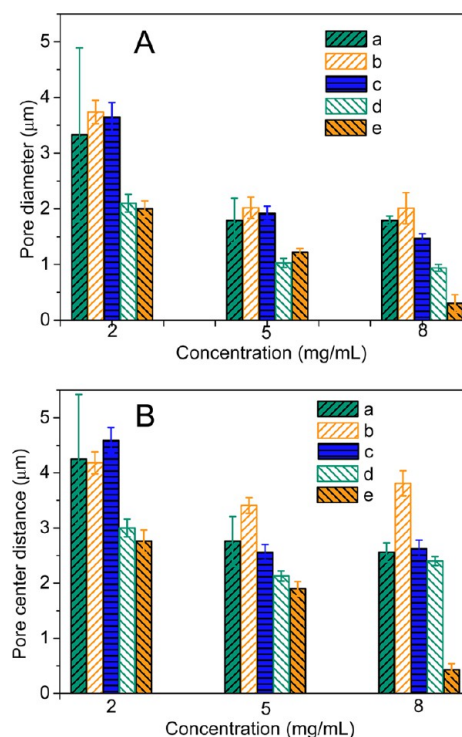 A
a
b
c
d
e
Pore diameter (μm)
5
4
3
2
1
0
2
5
8
Concentration (mg/mL)
B
a
b
c
d
e
Pore center distance (μm)
5
4
3
2
1
0
2
5
8
Concentration (mg/mL)